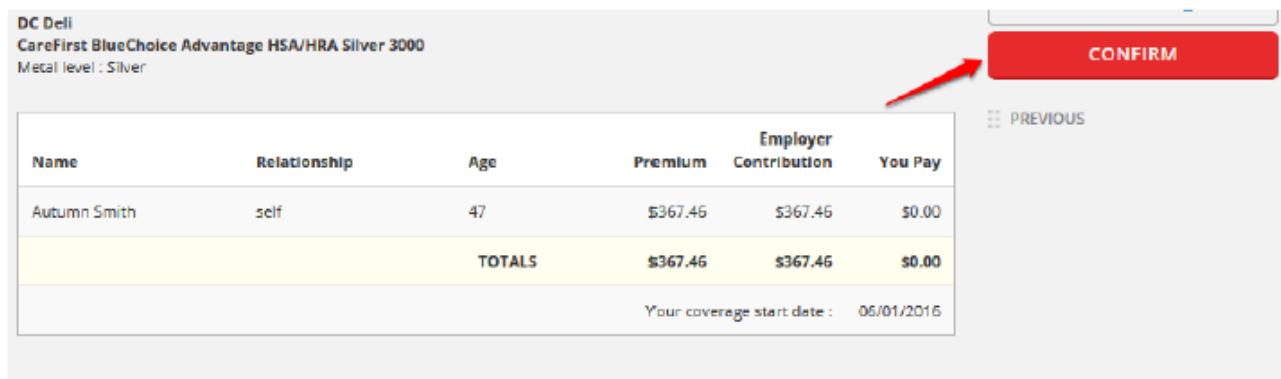 DC Deli
CareFirst BlueChoice Advantage HSA/HRA Silver 3000
Metal level : Silver
CONFIRM
PREVIOUS
Name Relationship Age Premium Employer Contribution You Pay
Autumn Smith self 47 $367.46 $367.46 $0.00
TOTALS $367.46 $367.46 $0.00
Your coverage start date : 06/01/2016